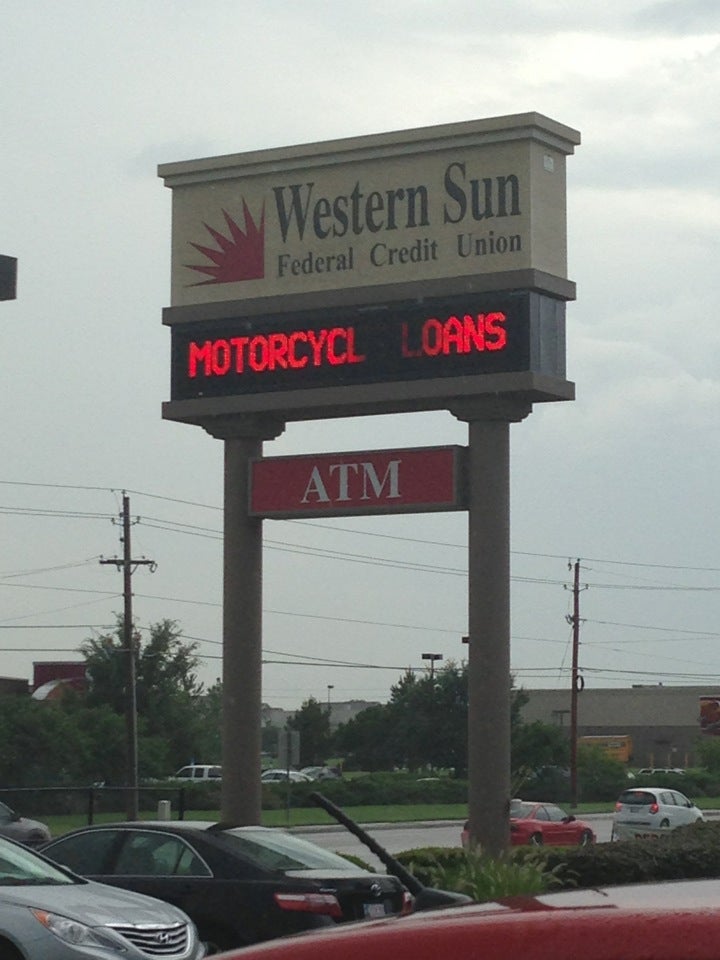 Western Sun
Federal Credit Union
MOTORCYCL LOANS
ATM